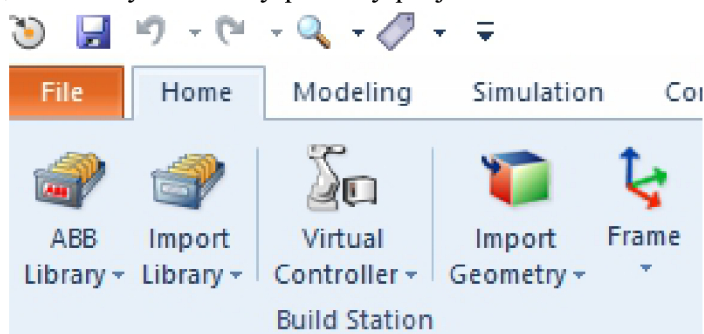 File Home Modeling Simulation
ABB Import Virtual Import Frame
Library Library Controller Geometry
Build Station